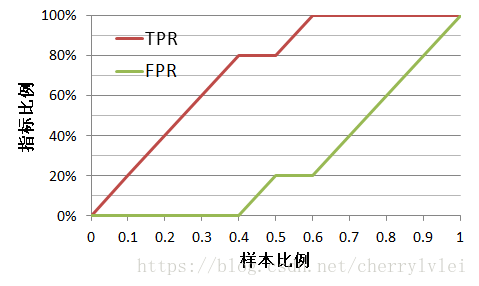 100%
TPR
80%
FPR
60%
指标比例
40%
20%
0%
0 0.1 0.2 0.3 0.4 0.5 0.6 0.7 0.8 0.9 1
样本比例
https://blog.csdn.net/cherrylvlei